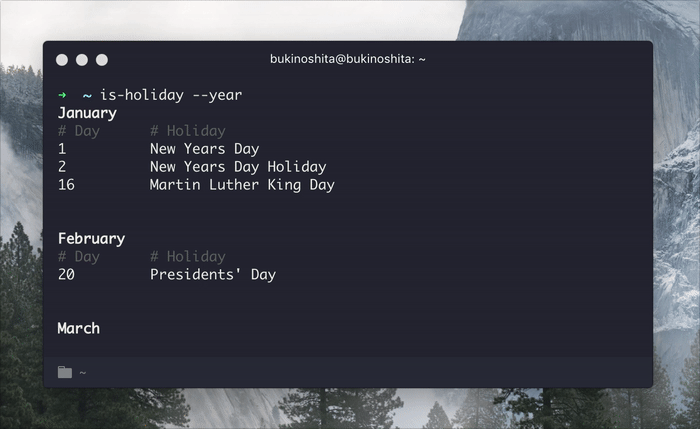 bukinoshita@bukinoshita: ~
➜ ~ is-holiday --year
January
# Day # Holiday
1 New Years Day
2 New Years Day Holiday
16 Martin Luther King Day
February
# Day # Holiday
20 Presidents' Day
March
~